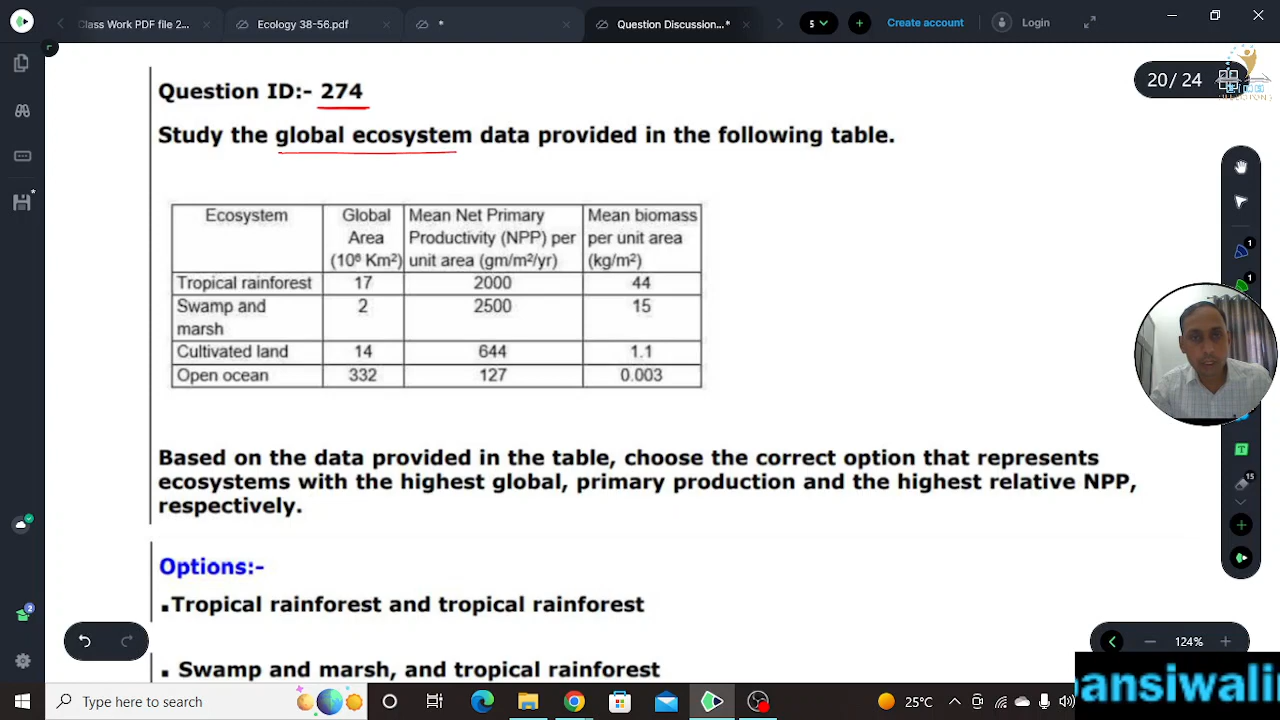 Class Work PDF file 2...
Ecology 38-56.pdf
*
Question Discussion...*
5
Create account
Login
Question ID:- 274
20 / 24
Study the global ecosystem data provided in the following table.
Ecosystem
Global Area (10⁶ Km²)
Mean Net Primary Productivity (NPP) per unit area (gm/m²/yr)
Mean biomass per unit area (kg/m²)
Tropical rainforest 17 2000 44
Swamp and marsh 2 2500 15
Cultivated land 14 644 1.1
Open ocean 332 127 0.003
Based on the data provided in the table, choose the correct option that represents
ecosystems with the highest global, primary production and the highest relative NPP,
respectively.
Options:-
▪Tropical rainforest and tropical rainforest
▪ Swamp and marsh, and tropical rainforest
1
1
15
2
124%
ansiwalin
Type here to search
25°C